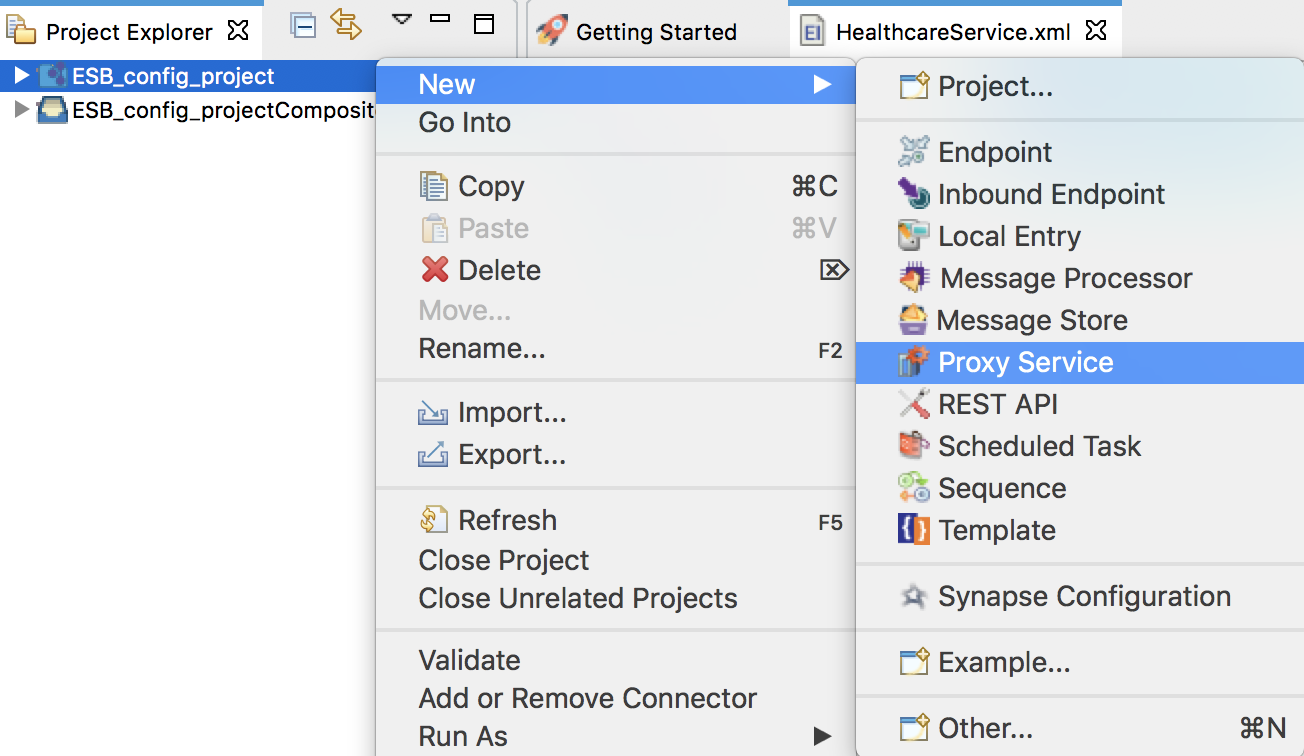 Project Explorer
Getting Started
HealthcareService.xml
ESB_config_project
ESB_config_projectComposit
New
Go Into
Copy ⌘C
Paste ⌘V
Delete ⌦
Move...
Rename... F2
Import...
Export...
Refresh F5
Close Project
Close Unrelated Projects
Validate
Add or Remove Connector
Run As
Project...
Endpoint
Inbound Endpoint
Local Entry
Message Processor
Message Store
Proxy Service
REST API
Scheduled Task
Sequence
Template
Synapse Configuration
Example...
Other... ⌘N